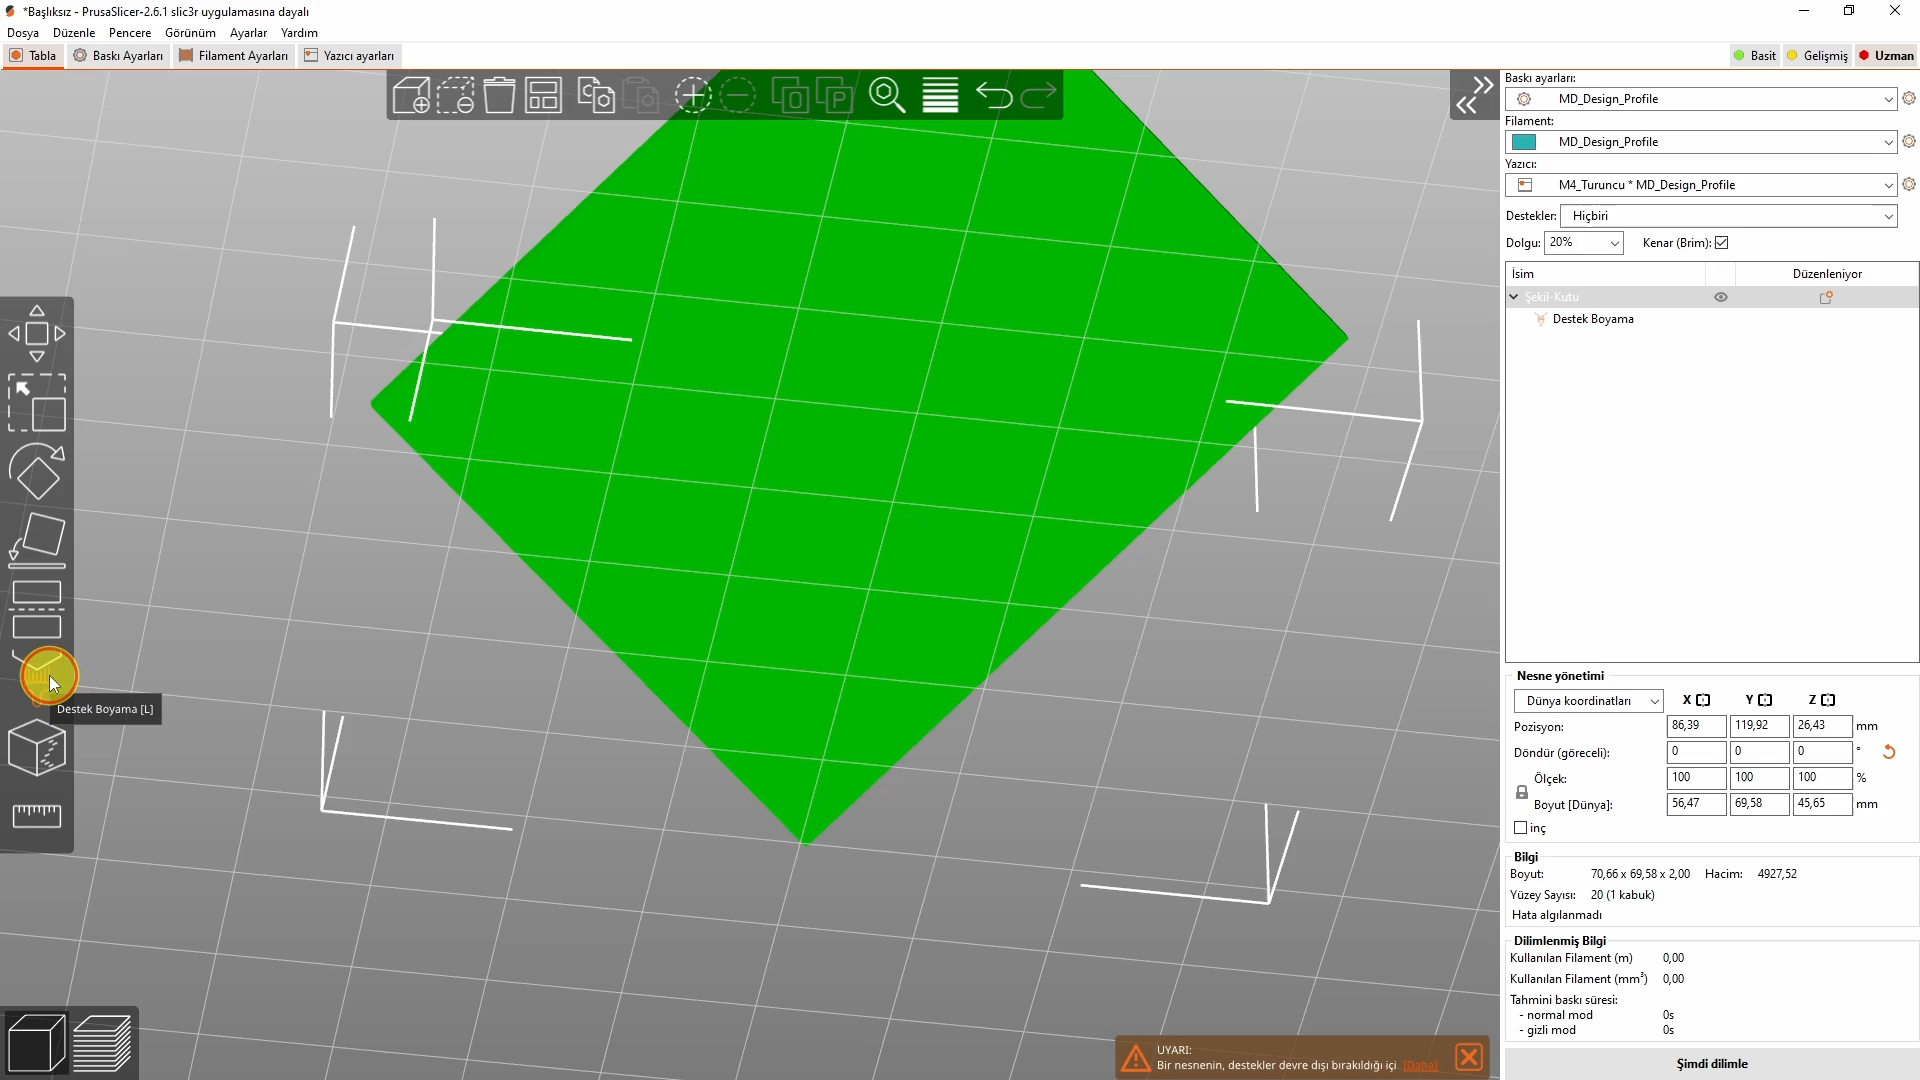 *Başlıksız - PrusaSlicer-2.6.1 slic3r uygulamasına dayalı
Dosya Düzenle Pencere Görünüm Ayarlar Yardım
Tabla Baskı Ayarları Filament Ayarları Yazıcı ayarları Basit Gelişmiş Uzman
Baskı ayarları:
MD_Design_Profile
Filament:
MD_Design_Profile
Yazıcı:
M4_Turuncu * MD_Design_Profile
Destekler: Hiçbiri
Dolgu: 20% Kenar (Brim):
İsim Düzenleniyor
Şekil-Kutu
Destek Boyama
Destek Boyama [L]
Nesne yönetimi
Dünya koordinatları X Y Z
Pozisyon: 86,39 119,92 26,43 mm
Döndür (göreceli): 0 0 0 °
Ölçek: 100 100 100 %
Boyut [Dünya]: 56,47 69,58 45,65 mm
inç
Bilgi
Boyut: 70,66 x 69,58 x 2,00 Hacim: 4927,52
Yüzey Sayısı: 20 (1 kabuk)
Hata algılanmadı
Dilimlenmiş Bilgi
Kullanılan Filament (m) 0,00
Kullanılan Filament (mm³) 0,00
Tahmini baskı süresi:
- normal mod 0s
- gizli mod 0s
UYARI:
Bir nesnenin, destekler devre dışı bırakıldığı içi [Daha]
Şimdi dilimle